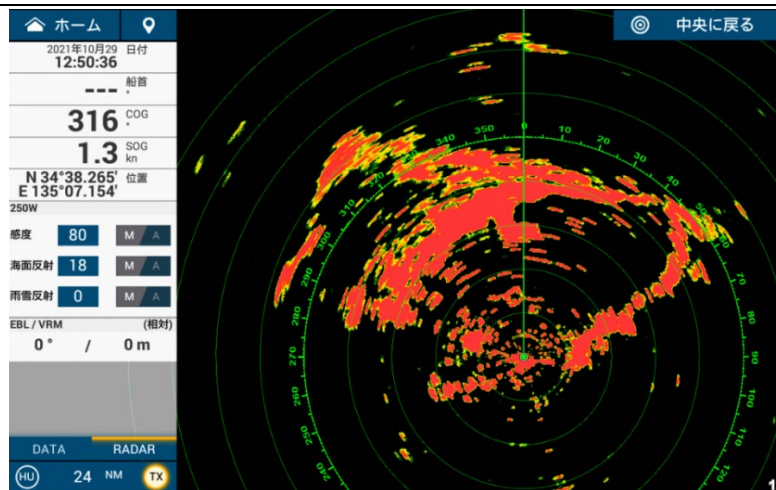 ホーム
中央に戻る
2021年10月29 日付
12:50:36
--- 船首 °
316 COG °
1.3 SOG kn
N 34°38.265' 位置
E 135°07.154'
250W
感度 80 M A
海面反射 18 M A
雨雪反射 0 M A
EBL / VRM (相対)
0 ° / 0 m
DATA RADAR
HU 24 NM TX
340 350 0 10 20 30
40
50
60
70
80
90
100
110
120
240
250
260
270
280
290
300
310
320
1